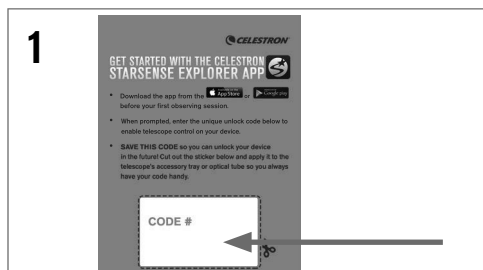 1
CELESTRON
GET STARTED WITH THE CELESTRON
STARSENSE EXPLORER APP
• Download the app from the App Store or Google play
before your first observing session.
• When prompted, enter the unique unlock code below to
enable telescope control on your device.
• SAVE THIS CODE so you can unlock your device
in the future! Cut out the sticker below and apply it to the
telescope's accessory tray or optical tube so you always
have your code handy.
CODE #